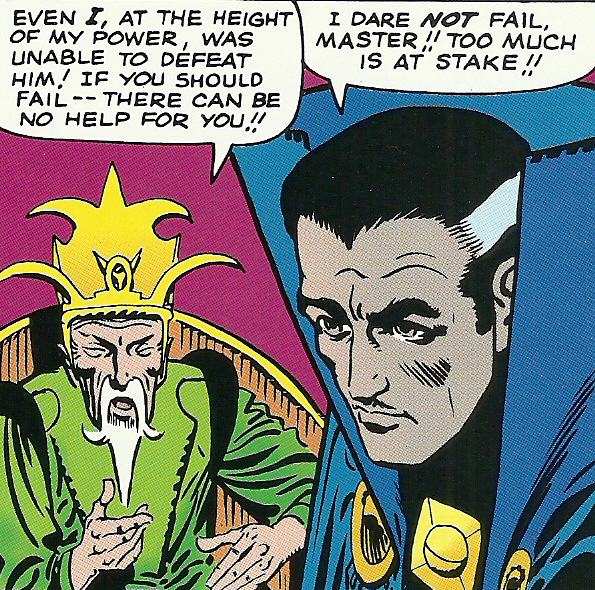 EVEN I, AT THE HEIGHT
OF MY POWER, WAS
UNABLE TO DEFEAT
HIM! IF YOU SHOULD
FAIL -- THERE CAN BE
NO HELP FOR YOU!!
I DARE NOT FAIL,
MASTER!! TOO MUCH
IS AT STAKE!!